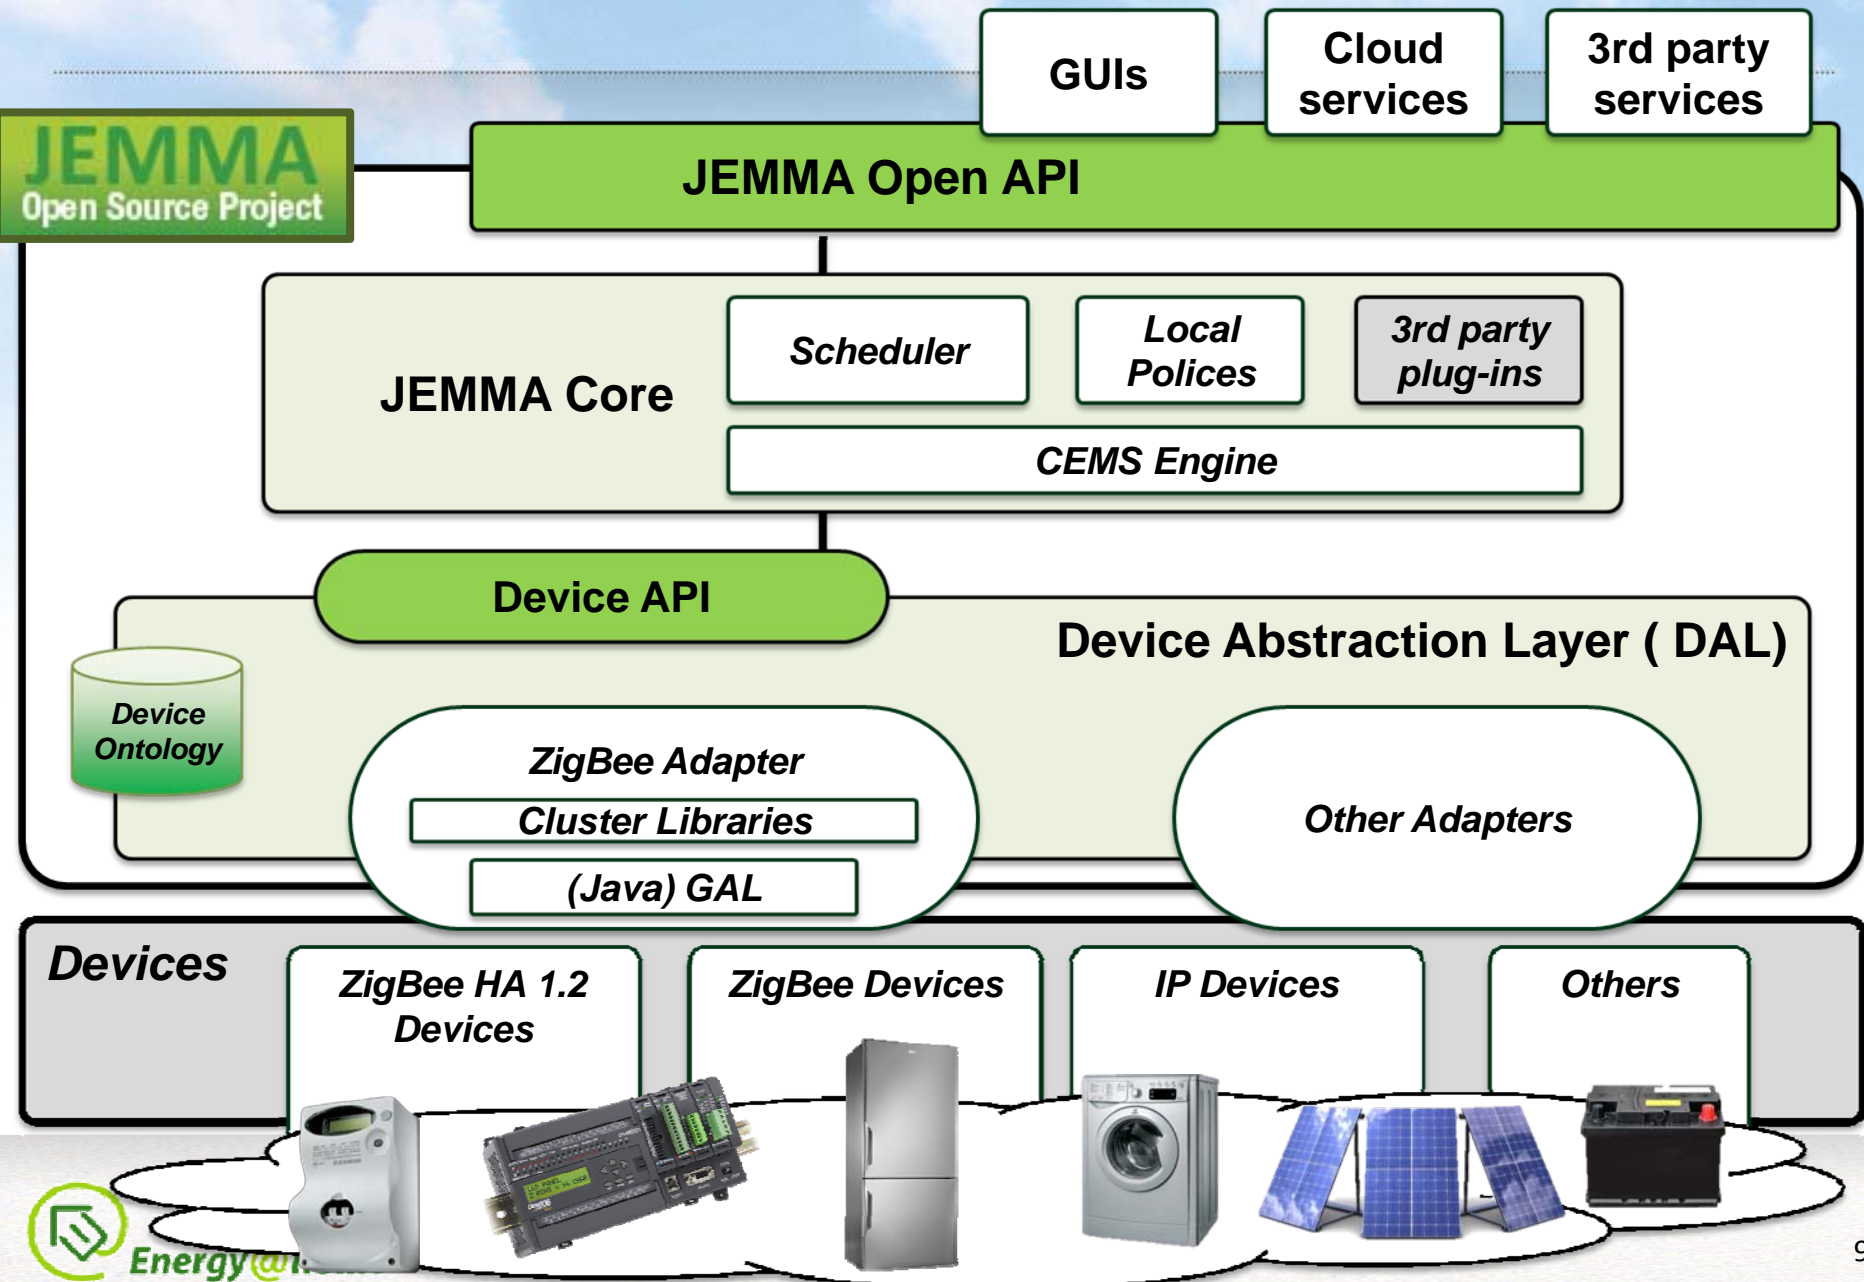 GUIs
Cloud
services
3rd party
services
JEMMA
Open Source Project
JEMMA Open API
JEMMA Core
Scheduler
Local
Polices
3rd party
plug-ins
CEMS Engine
Device API
Device Abstraction Layer ( DAL)
Device
Ontology
ZigBee Adapter
Cluster Libraries
(Java) GAL
Other Adapters
Devices
ZigBee HA 1.2
Devices
ZigBee Devices
IP Devices
Others
Energy@
9